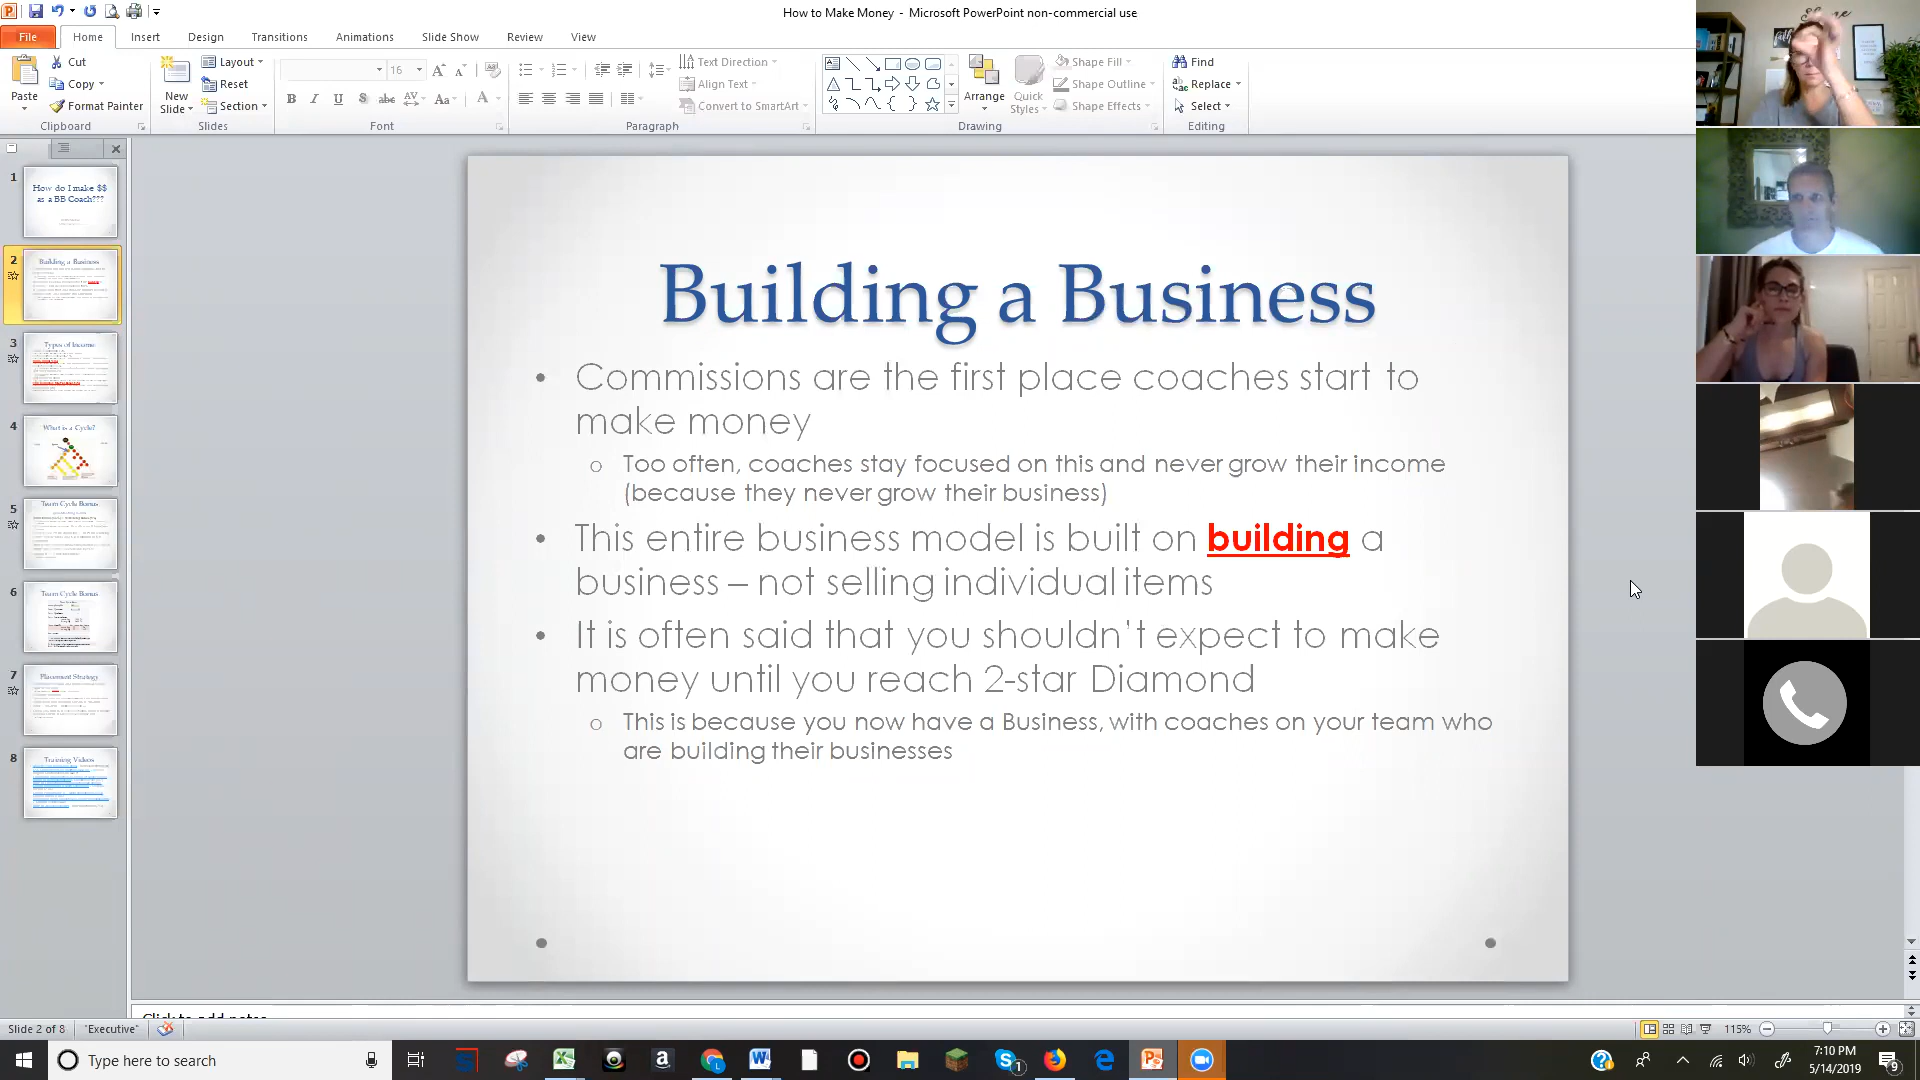 How to Make Money - Microsoft PowerPoint non-commercial use
File Home Insert Design Transitions Animations Slide Show Review View
Cut
Copy
Format Painter
Paste
Clipboard
New
Slide
Layout
Reset
Section
Slides
16
Font
Text Direction
Align Text
Convert to SmartArt
Paragraph
Arrange
Quick
Styles
Shape Fill
Shape Outline
Shape Effects
Drawing
Find
Replace
Select
Editing
1
How do I make $$
as a BB Coach???
2
Building a Business
3
Types of Income
4
What is a Cycle?
5
Team Cycle Bonus
6
Team Cycle Bonus
7
Placement Strategy
8
Training Videos
Building a Business
• Commissions are the first place coaches start to
make money
o Too often, coaches stay focused on this and never grow their income
(because they never grow their business)
• This entire business model is built on building a
business – not selling individual items
• It is often said that you shouldn't expect to make
money until you reach 2-star Diamond
o This is because you now have a Business, with coaches on your team who
are building their businesses
Click to add notes
Slide 2 of 8 "Executive" 115%
Type here to search
7:10 PM
5/14/2019